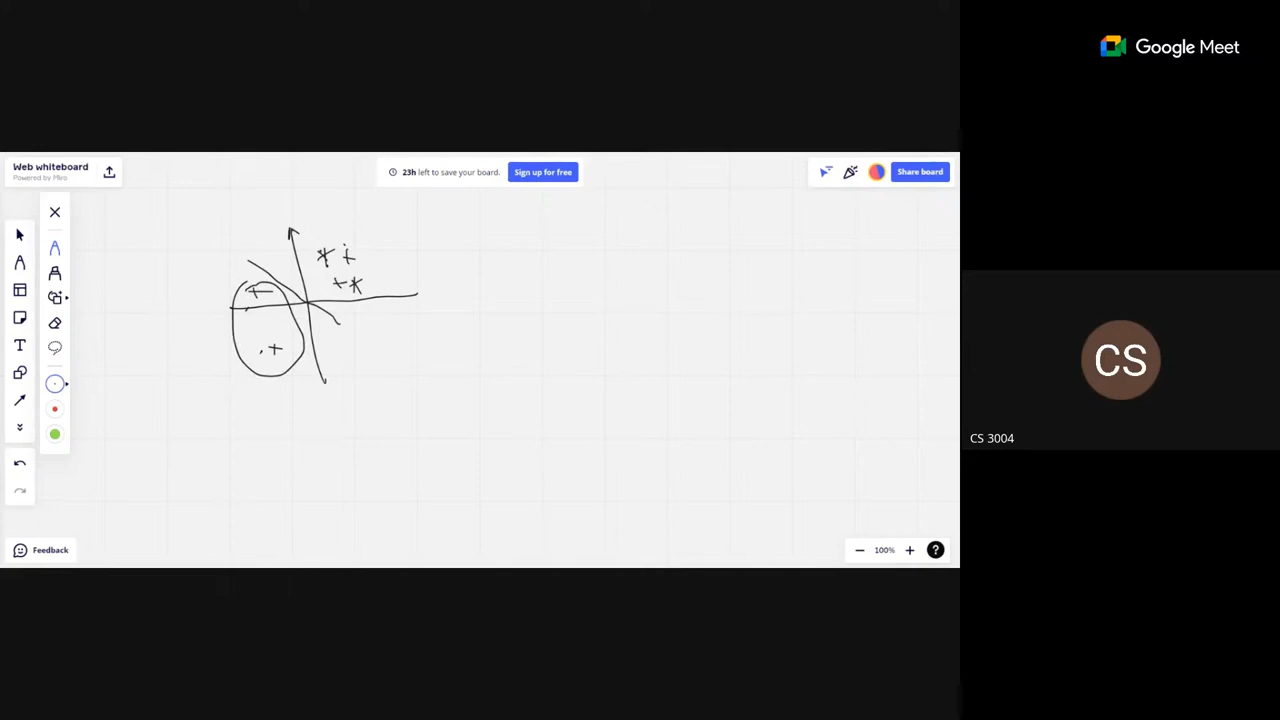 Google Meet
Web whiteboard
Powered by Miro
23h left to save your board.
Sign up for free
Share board
T
CS
CS 3004
Feedback
100%
?